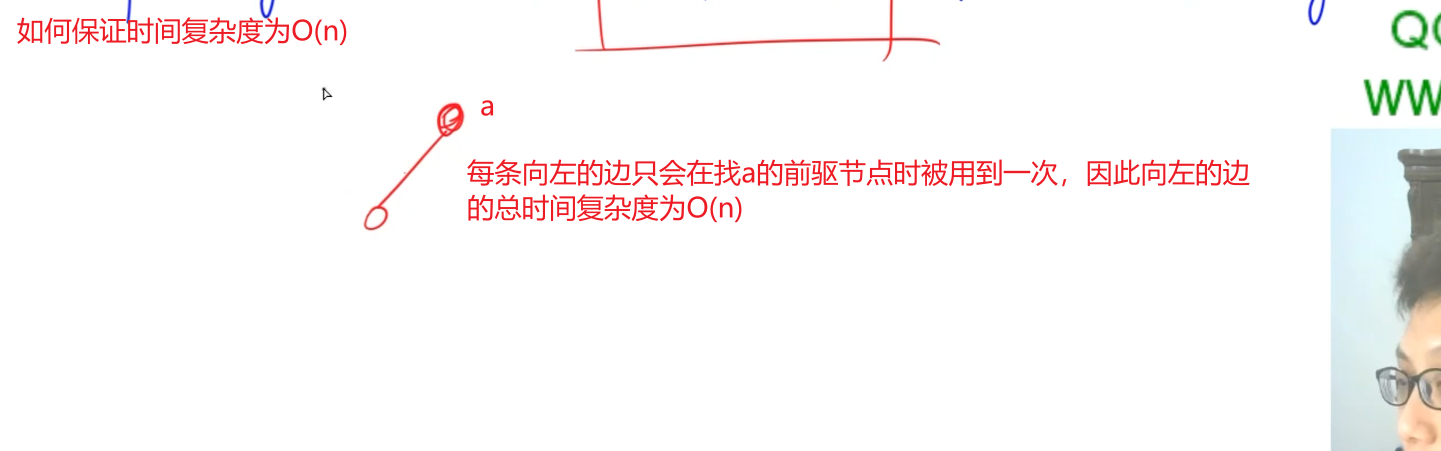 如何保证时间复杂度为O(n)
a
每条向左的边只会在找a的前驱节点时被用到一次，因此向左的边
的总时间复杂度为O(n)